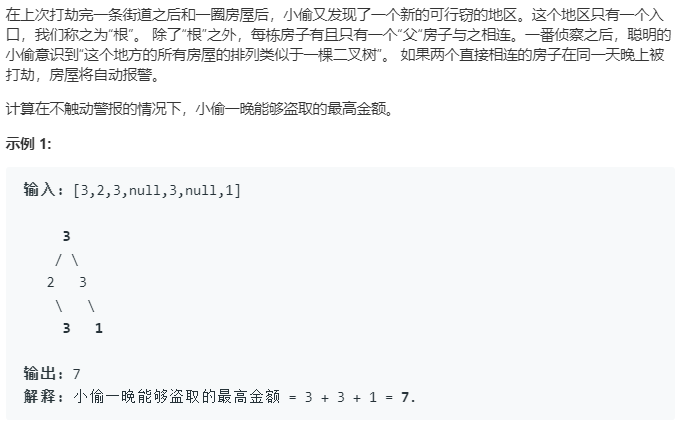 在上次打劫完一条街道之后和一圈房屋后，小偷又发现了一个新的可行窃的地区。这个地区只有一个入
口，我们称之为“根”。 除了“根”之外，每栋房子有且只有一个“父“房子与之相连。一番侦察之后，聪明的
小偷意识到“这个地方的所有房屋的排列类似于一棵二叉树”。 如果两个直接相连的房子在同一天晚上被
打劫，房屋将自动报警。
计算在不触动警报的情况下，小偷一晚能够盗取的最高金额。
示例 1:
输入: [3,2,3,null,3,null,1]
3
/ \
2   3
\   \
3   1
输出: 7
解释: 小偷一晚能够盗取的最高金额 = 3 + 3 + 1 = 7.